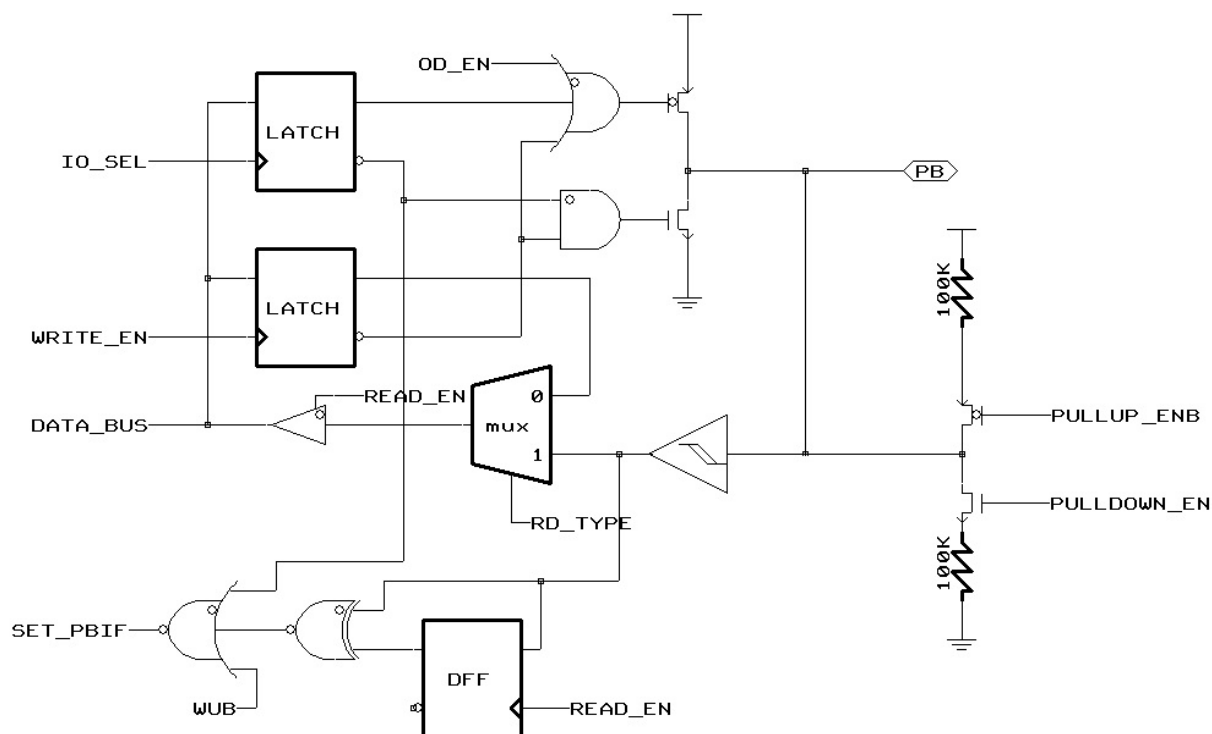 OD_EN
LATCH
IO_SEL
PB
100K
LATCH
WRITE_EN
READ_EN
0
DATA_BUS
mux
PULLUP_ENB
1
PULLDOWN_EN
RD_TYPE
100K
SET_PBIF
DFF
WUB
READ_EN